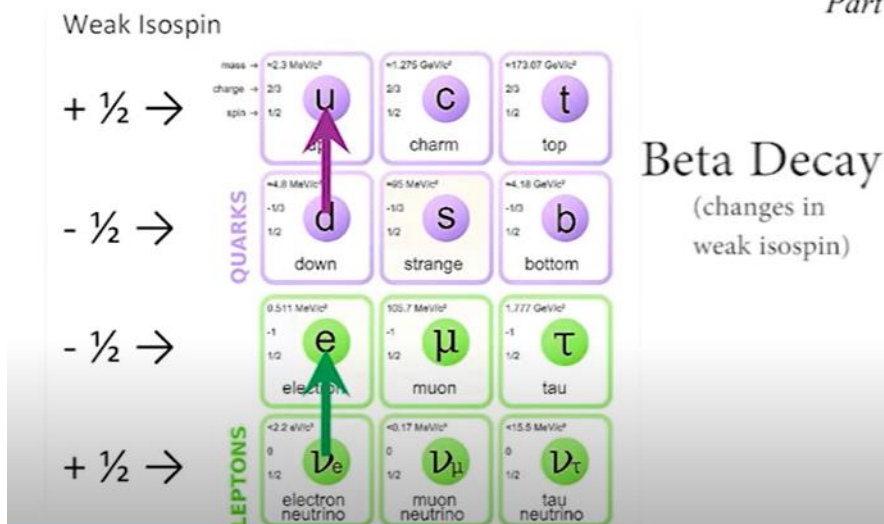 Part
Weak Isospin
+ ½ →
mass → ≈2.3 MeV/c²
charge → 2/3
spin → 1/2
u
≈1.275 GeV/c²
2/3
1/2
c
charm
≈173.07 GeV/c²
2/3
1/2
t
top
Beta Decay
(changes in
weak isospin)
- ½ →
QUARKS
≈4.8 MeV/c²
-1/3
1/2
d
down
≈95 MeV/c²
-1/3
1/2
s
strange
≈4.18 GeV/c²
-1/3
1/2
b
bottom
- ½ →
0.511 MeV/c²
-1
1/2
e
electron
105.7 MeV/c²
-1
1/2
μ
muon
1.777 GeV/c²
-1
1/2
τ
tau
+ ½ →
LEPTONS
<2.2 eV/c²
0
1/2
νe
electron
neutrino
<0.17 MeV/c²
0
1/2
νμ
muon
neutrino
<15.5 MeV/c²
0
1/2
ντ
tau
neutrino